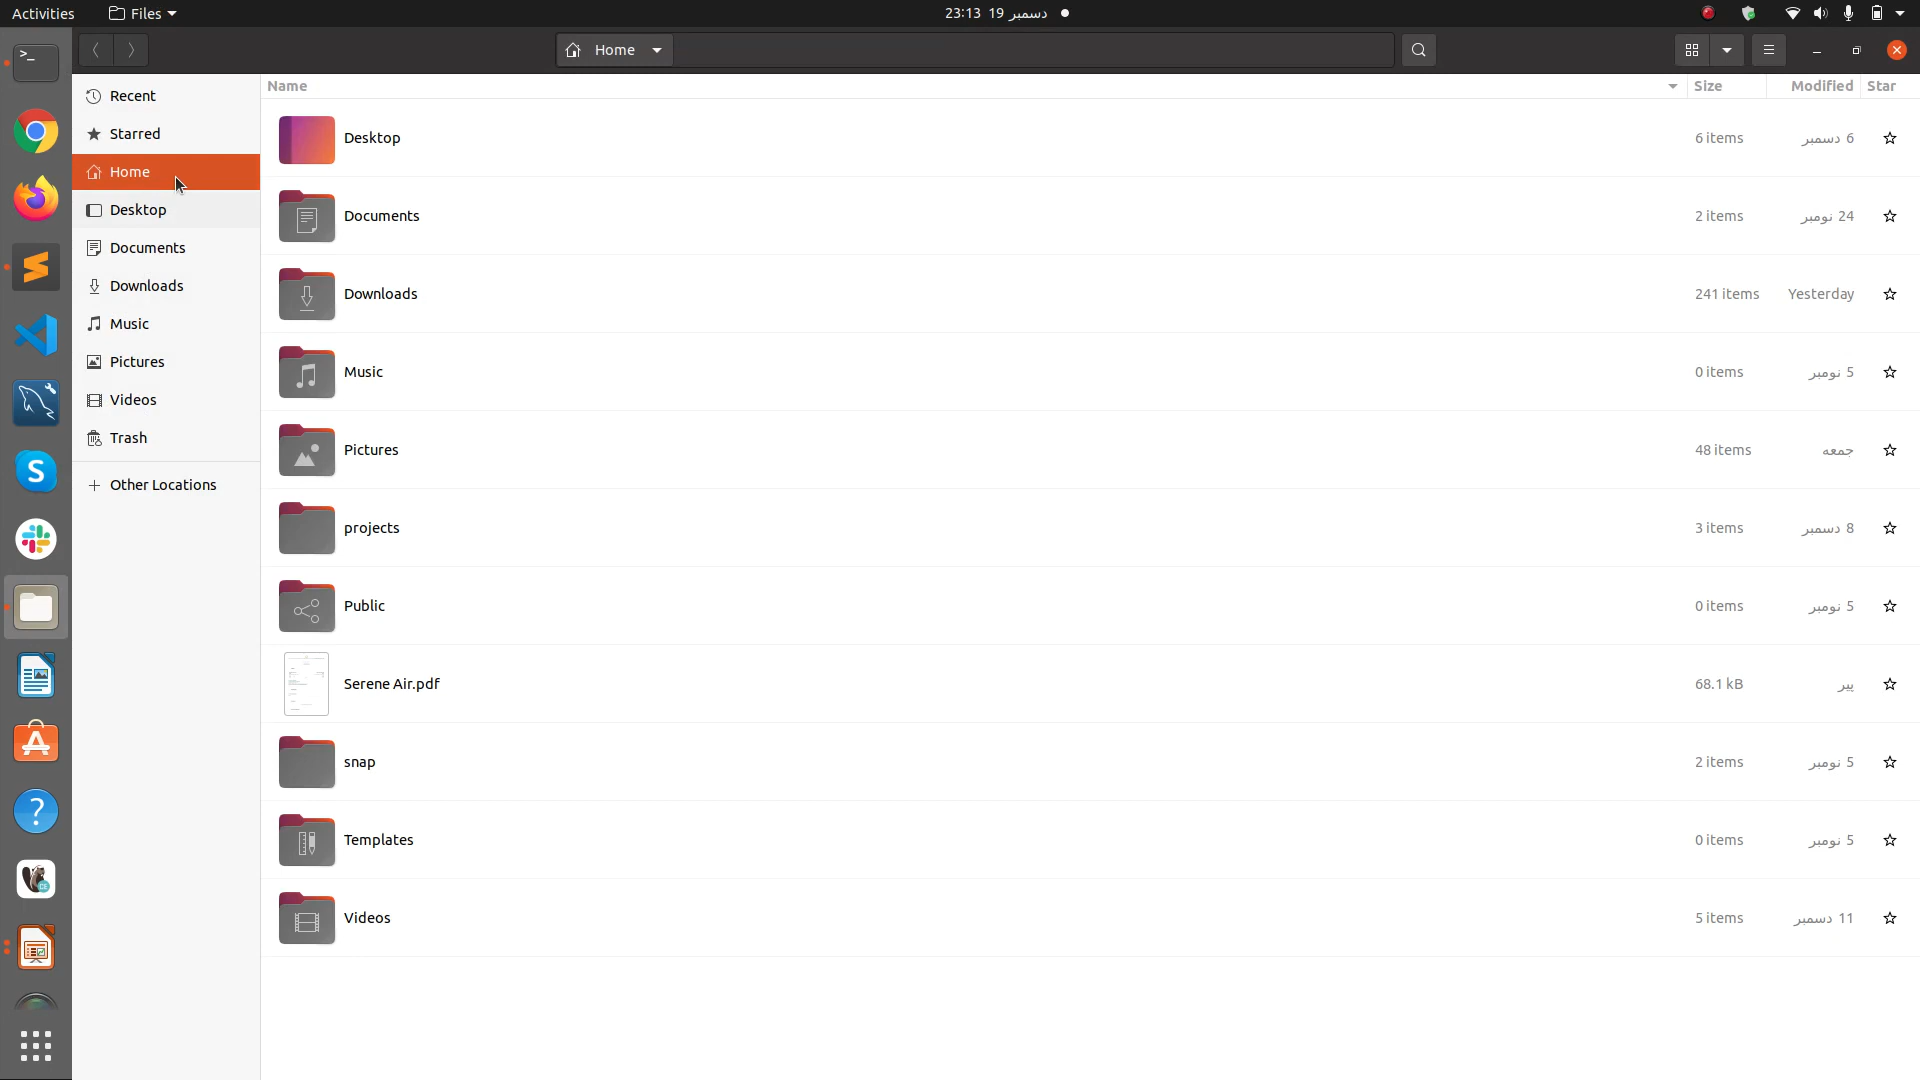 Activities Files 23:13 19 دسمبر
Home
Recent
Starred
Home
Desktop
Documents
Downloads
Music
Pictures
Videos
Trash
Other Locations
Name Size Modified Star
Desktop 6 items 6 دسمبر
Documents 2 items 24 نومبر
Downloads 241 items Yesterday
Music 0 items 5 نومبر
Pictures 48 items جمعه
projects 3 items 8 دسمبر
Public 0 items 5 نومبر
Serene Air.pdf 68.1 kB پیر
snap 2 items 5 نومبر
Templates 0 items 5 نومبر
Videos 5 items 11 دسمبر